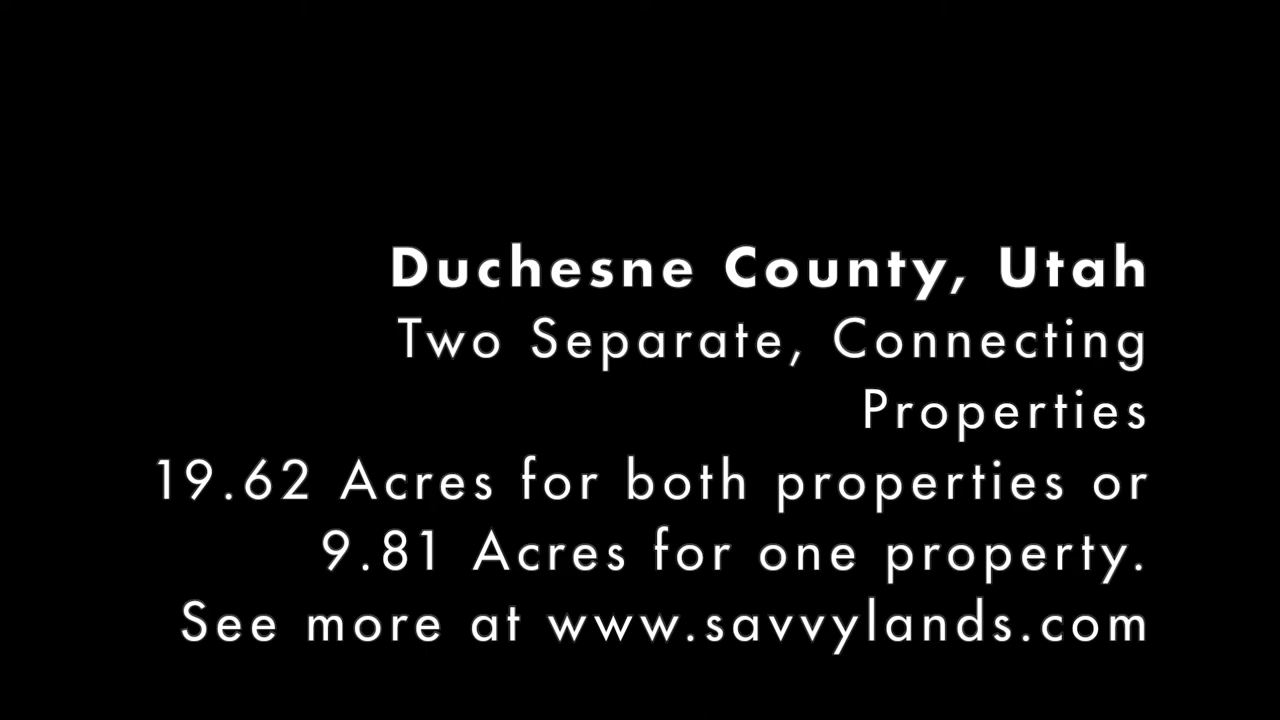 Duchesne County, Utah
Two Separate, Connecting
Properties
19.62 Acres for both properties or
9.81 Acres for one property.
See more at www.savvylands.com